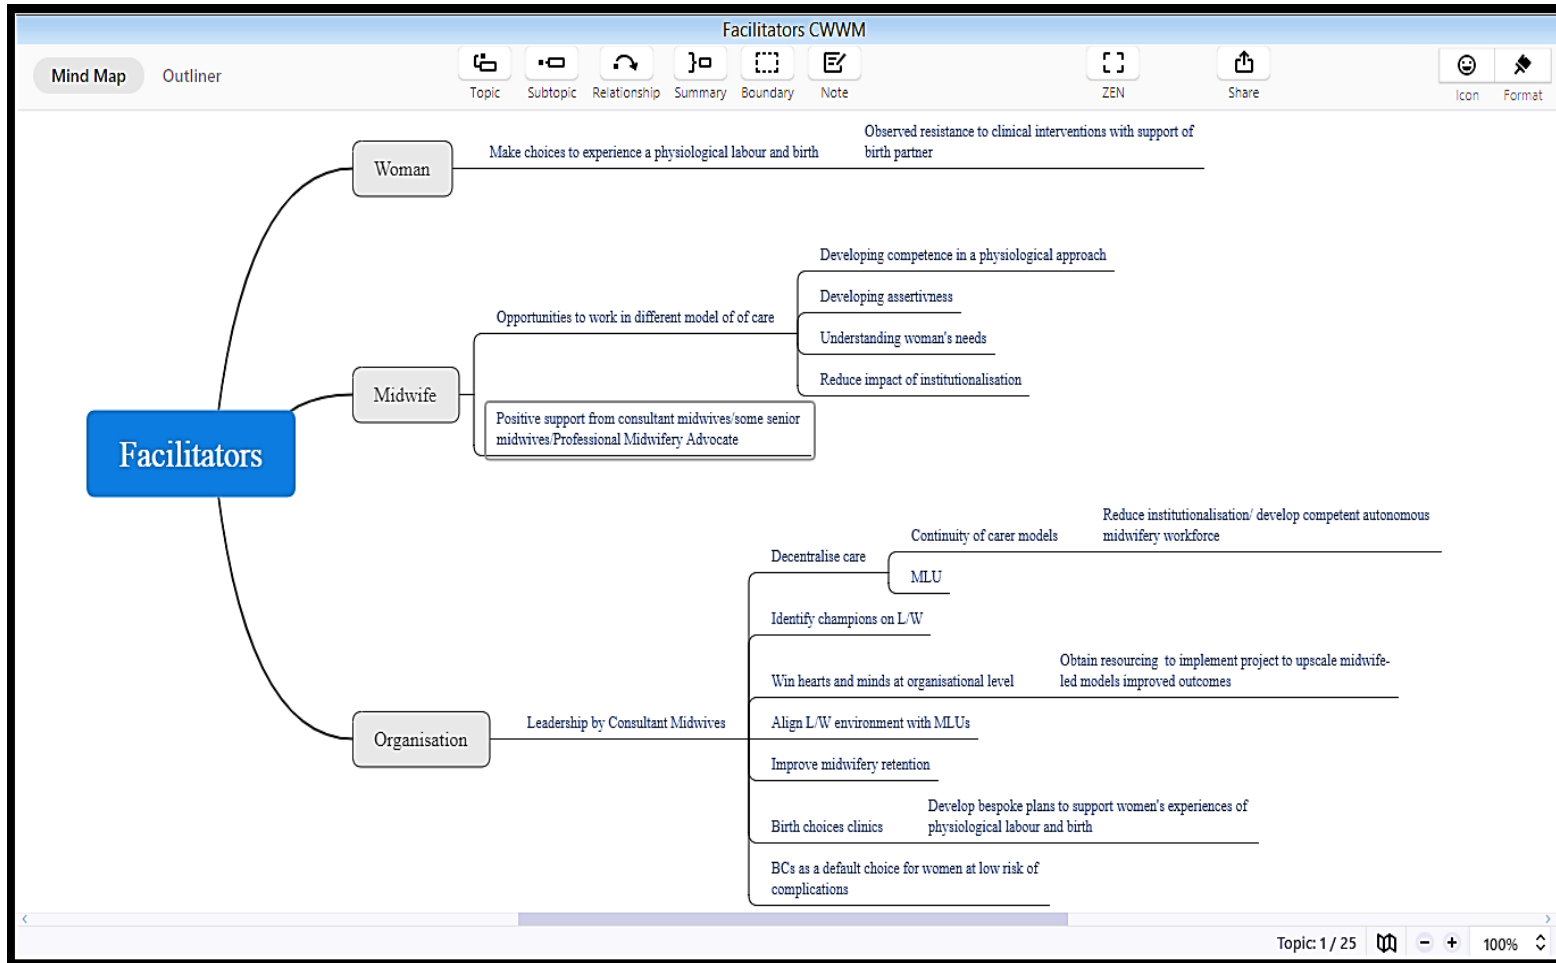 Facilitators CWWM
Mind Map
Outliner
Topic
Subtopic
Relationship
Summary
Boundary
Note
ZEN
Share
Icon
Format
Facilitators
Woman
Make choices to experience a physiological labour and birth
Observed resistance to clinical interventions with support of
birth partner
Midwife
Opportunities to work in different model of of care
Developing competence in a physiological approach
Developing assertivness
Understanding woman's needs
Reduce impact of institutionalisation
Positive support from consultant midwives/some senior
midwives/Professional Midwifery Advocate
Organisation
Leadership by Consultant Midwives
Decentralise care
Continuity of carer models
Reduce institutionalisation/ develop competent autonomous
midwifery workforce
MLU
Identify champions on L/W
Win hearts and minds at organisational level
Obtain resourcing to implement project to upscale midwife-
led models improved outcomes
Align L/W environment with MLUs
Improve midwifery retention
Birth choices clinics
Develop bespoke plans to support women's experiences of
physiological labour and birth
BCs as a default choice for women at low risk of
complications
Topic: 1 / 25
100%